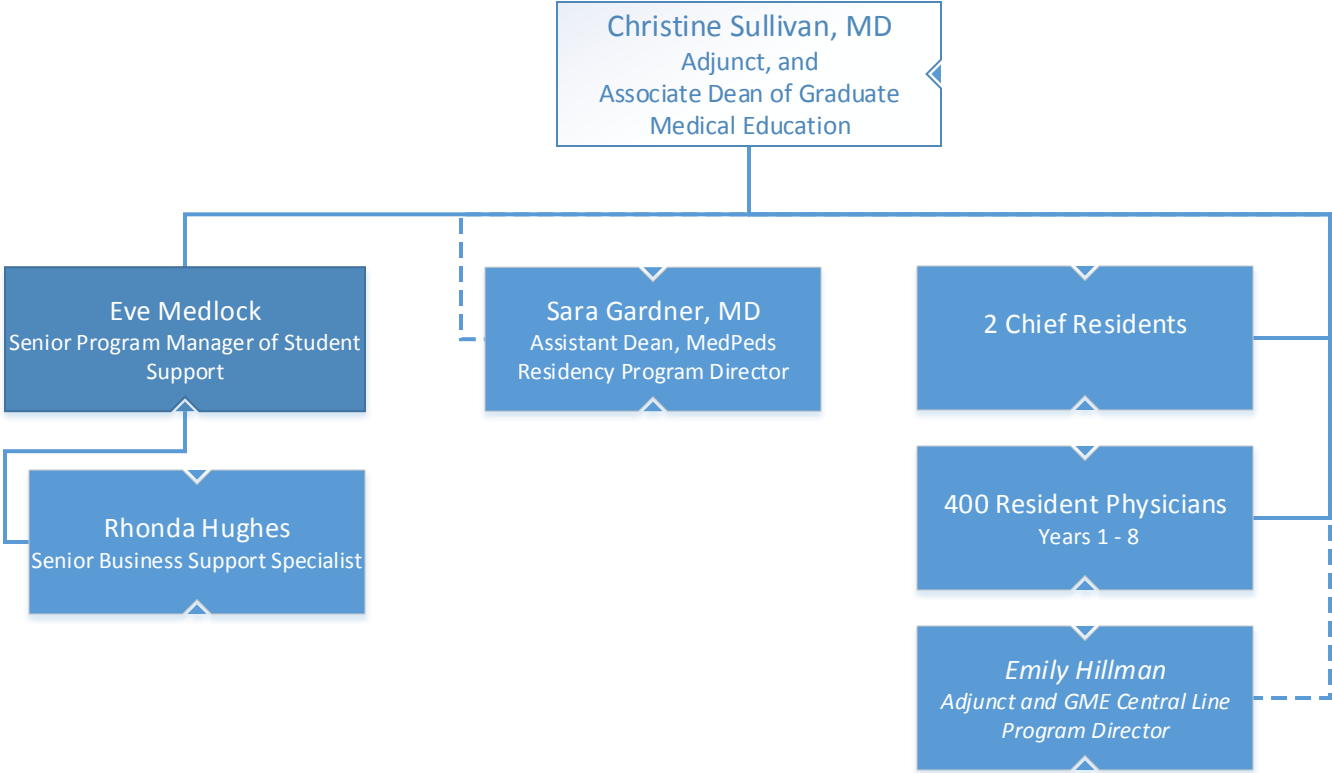 Christine Sullivan, MD
Adjunct, and
Associate Dean of Graduate
Medical Education
Eve Medlock
Senior Program Manager of Student
Support
Sara Gardner, MD
Assistant Dean, MedPeds
Residency Program Director
2 Chief Residents
Rhonda Hughes
Senior Business Support Specialist
400 Resident Physicians
Years 1 - 8
Emily Hillman
Adjunct and GME Central Line
Program Director